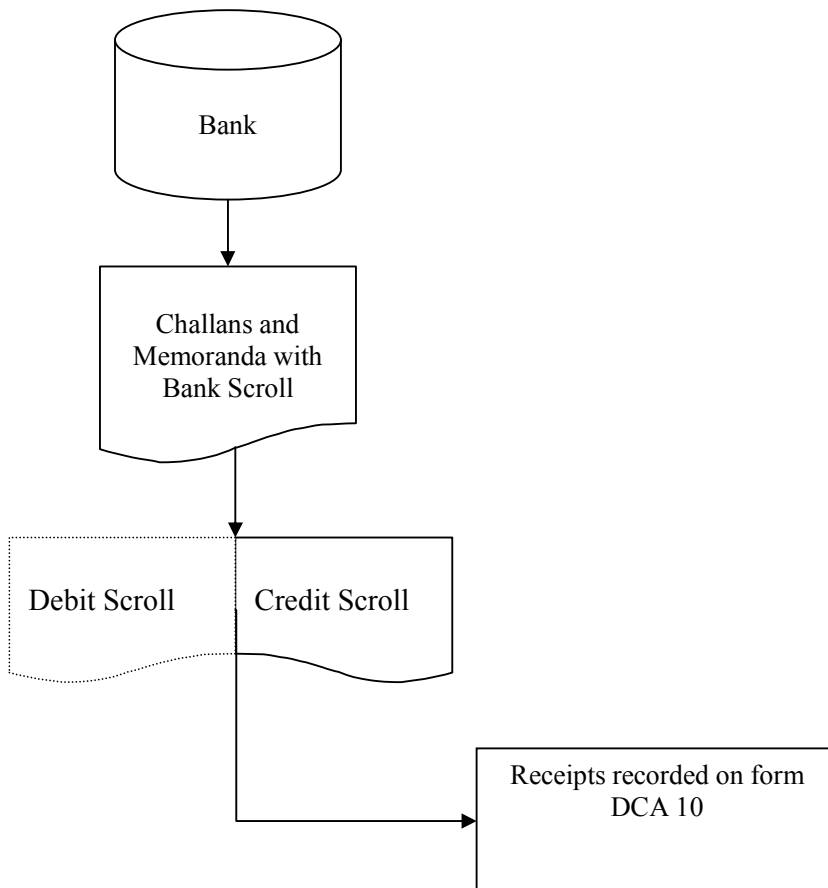 Bank
Challans and
Memoranda with
Bank Scroll
Debit Scroll
Credit Scroll
Receipts recorded on form
DCA 10